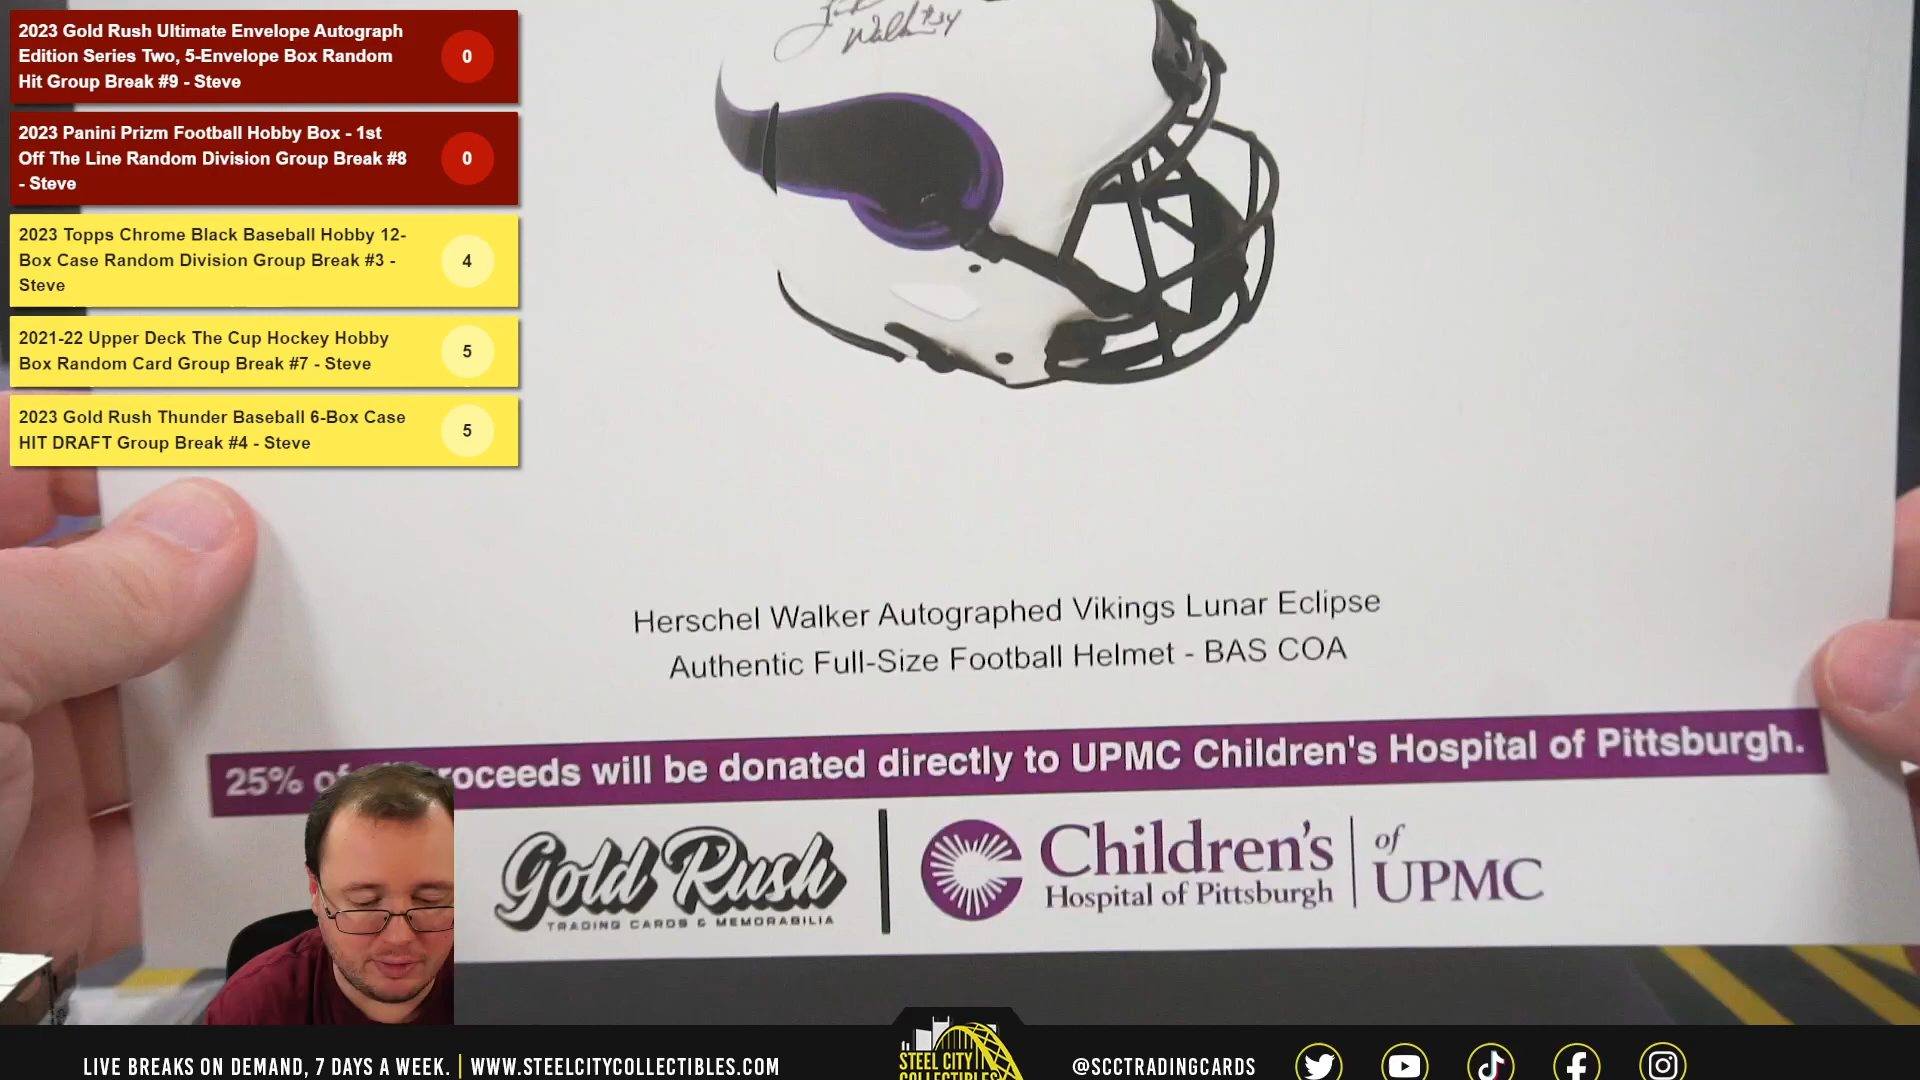 2023 Gold Rush Ultimate Envelope Autograph
Edition Series Two, 5-Envelope Box Random
Hit Group Break #9 - Steve
0
2023 Panini Prizm Football Hobby Box - 1st
Off The Line Random Division Group Break #8
- Steve
0
2023 Topps Chrome Black Baseball Hobby 12-
Box Case Random Division Group Break #3 -
Steve
4
2021-22 Upper Deck The Cup Hockey Hobby
Box Random Card Group Break #7 - Steve
5
2023 Gold Rush Thunder Baseball 6-Box Case
HIT DRAFT Group Break #4 - Steve
5
Walker #34
Herschel Walker Autographed Vikings Lunar Eclipse
Authentic Full-Size Football Helmet - BAS COA
25% of proceeds will be donated directly to UPMC Children's Hospital of Pittsburgh.
Gold Rush
TRADING CARDS & MEMORABILIA
Children's
Hospital of Pittsburgh
of
UPMC
LIVE BREAKS ON DEMAND, 7 DAYS A WEEK. | WWW.STEELCITYCOLLECTIBLES.COM
STEEL CITY
COLLECTIBLES
@SCCTRADINGCARDS